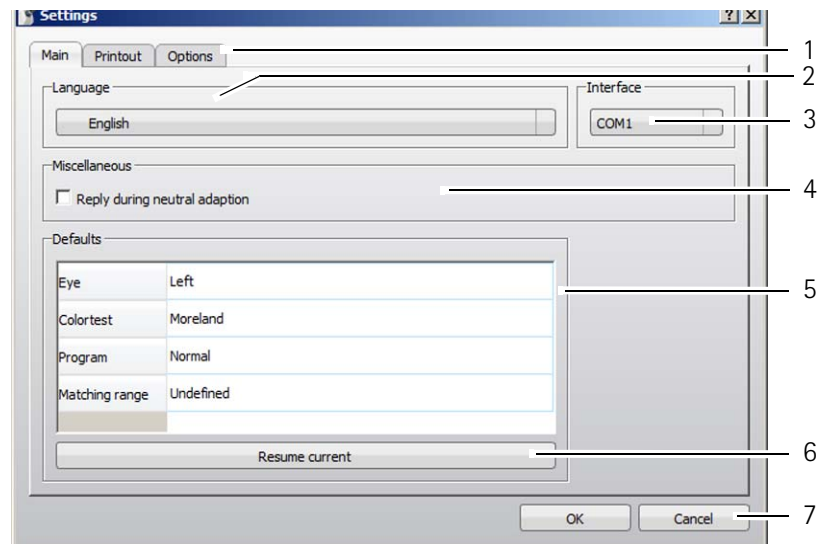 Settings
Main Printout Options 1
2
Language Interface
English COM1 3
Miscellaneous
Reply during neutral adaption 4
Defaults
Eye Left 5
Colortest Moreland
Program Normal
Matching range Undefined
Resume current 6
OK Cancel 7